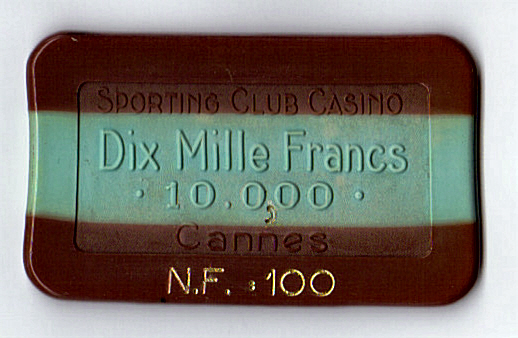 SPORTING CLUB CASINO
Dix Mille Francs
· 10.000 ·
Cannes
N.F. : 100